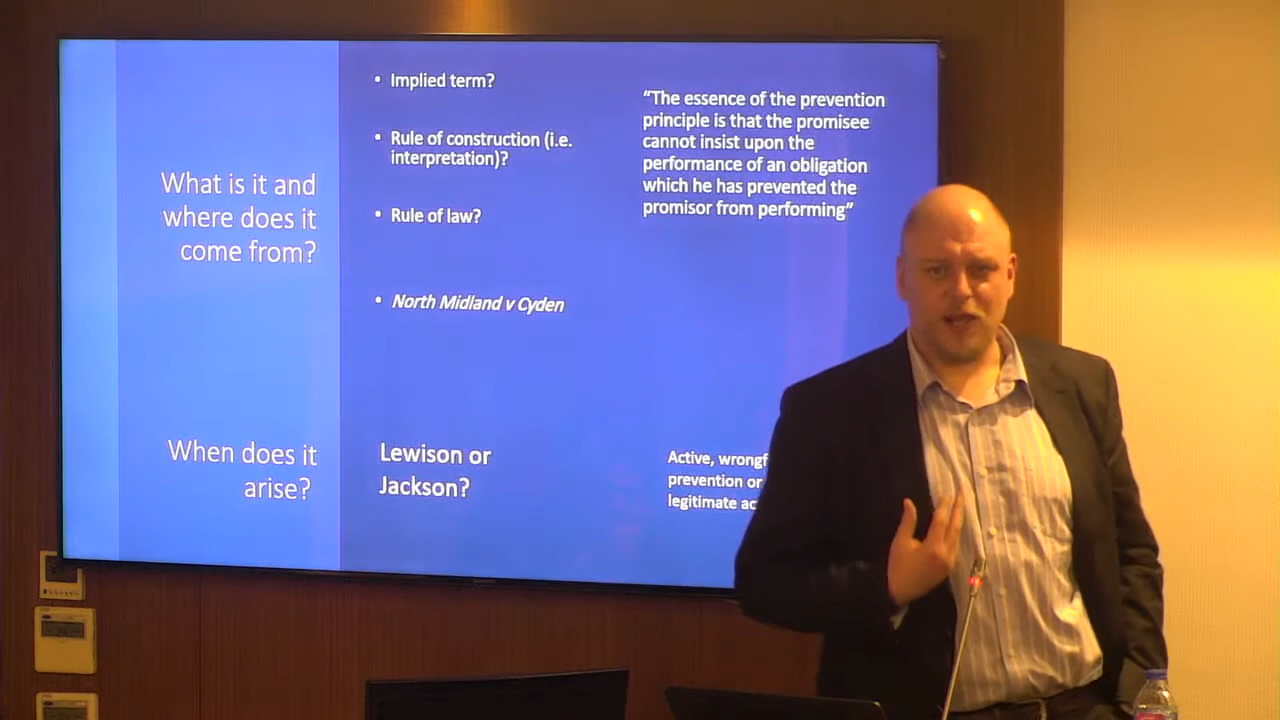 What is it and
where does it
come from?
• Implied term?
• Rule of construction (i.e.
interpretation)?
• Rule of law?
• North Midland v Cyden
“The essence of the prevention
principle is that the promisee
cannot insist upon the
performance of an obligation
which he has prevented the
promisor from performing”
When does it
arise?
Lewison or
Jackson?
Active,
prevention or
legitimate